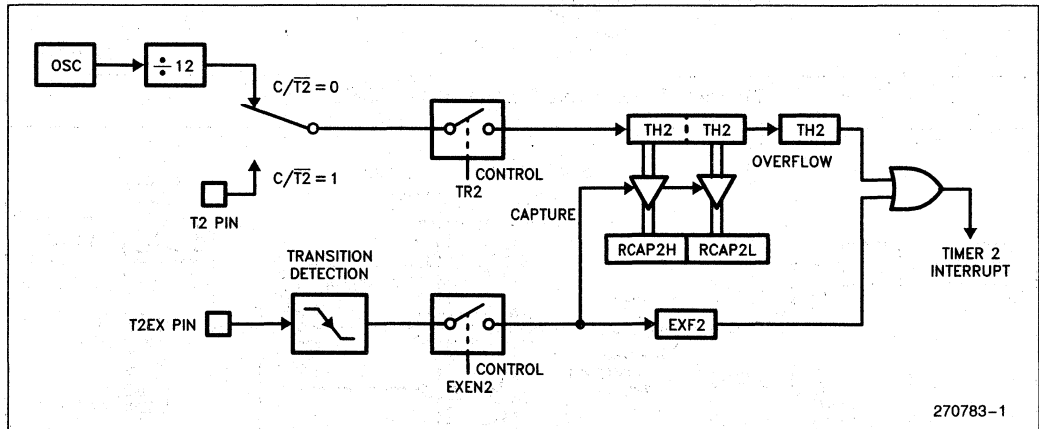 OSC
÷ 12
C/T2̅ = 0
TH2
TH2
TH2
OVERFLOW
CONTROL
TR2
C/T2̅ = 1
T2 PIN
CAPTURE
RCAP2H
RCAP2L
TIMER 2
INTERRUPT
TRANSITION
DETECTION
T2EX PIN
EXF2
CONTROL
EXEN2
270783-1